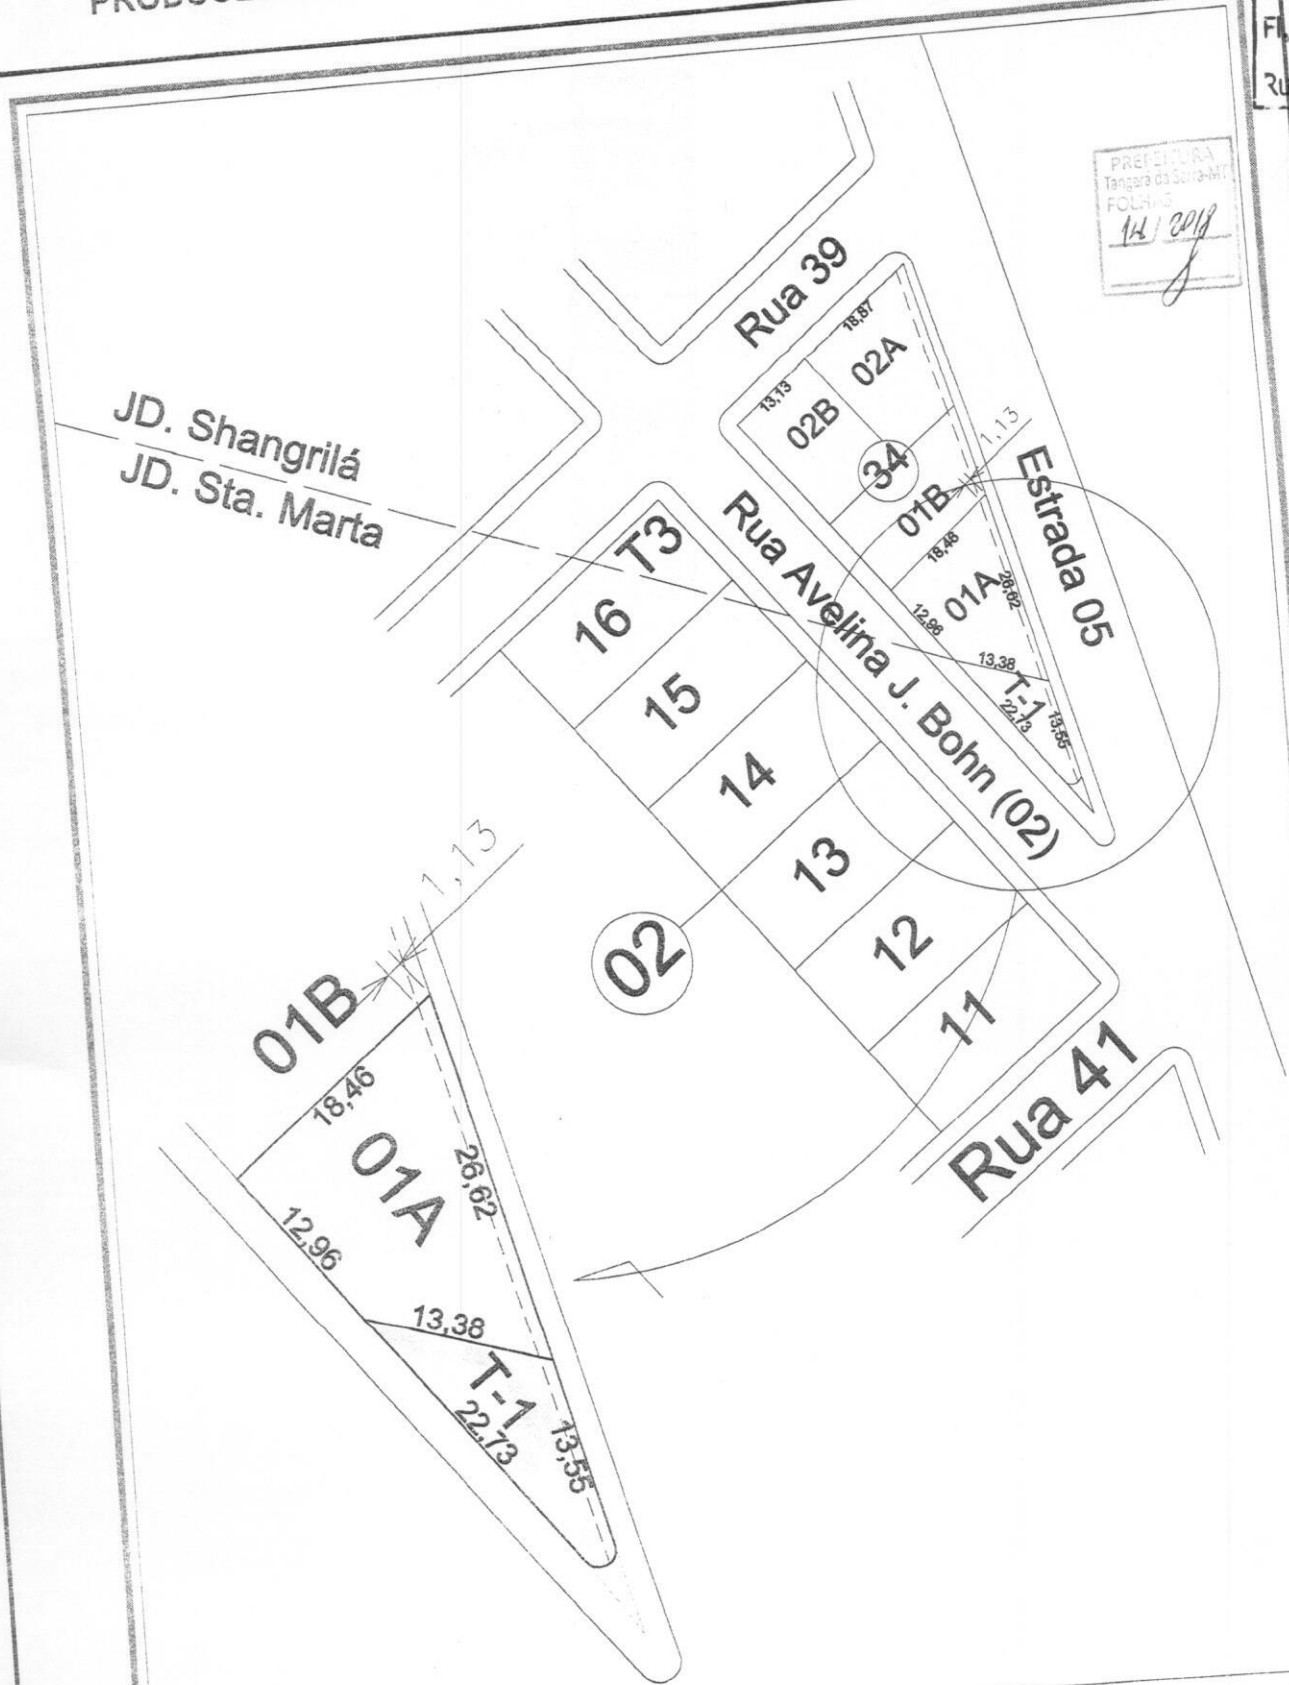 PREFEITURA
Tangará da Serra-MT
FOLHAS
14/2018
Rua 39
18,87
02A
13,13
02B
34
1,13
01B
Estrada 05
18,46
01A
26,62
12,96
13,38
T-1
22,73
13,55
JD. Shangrilá
JD. Sta. Marta
Rua Avelina J. Bohn (02)
T3
16
15
14
13
12
11
02
Rua 41
1,13
01B
18,46
01A
26,62
12,96
13,38
T-1
22,73
13,55